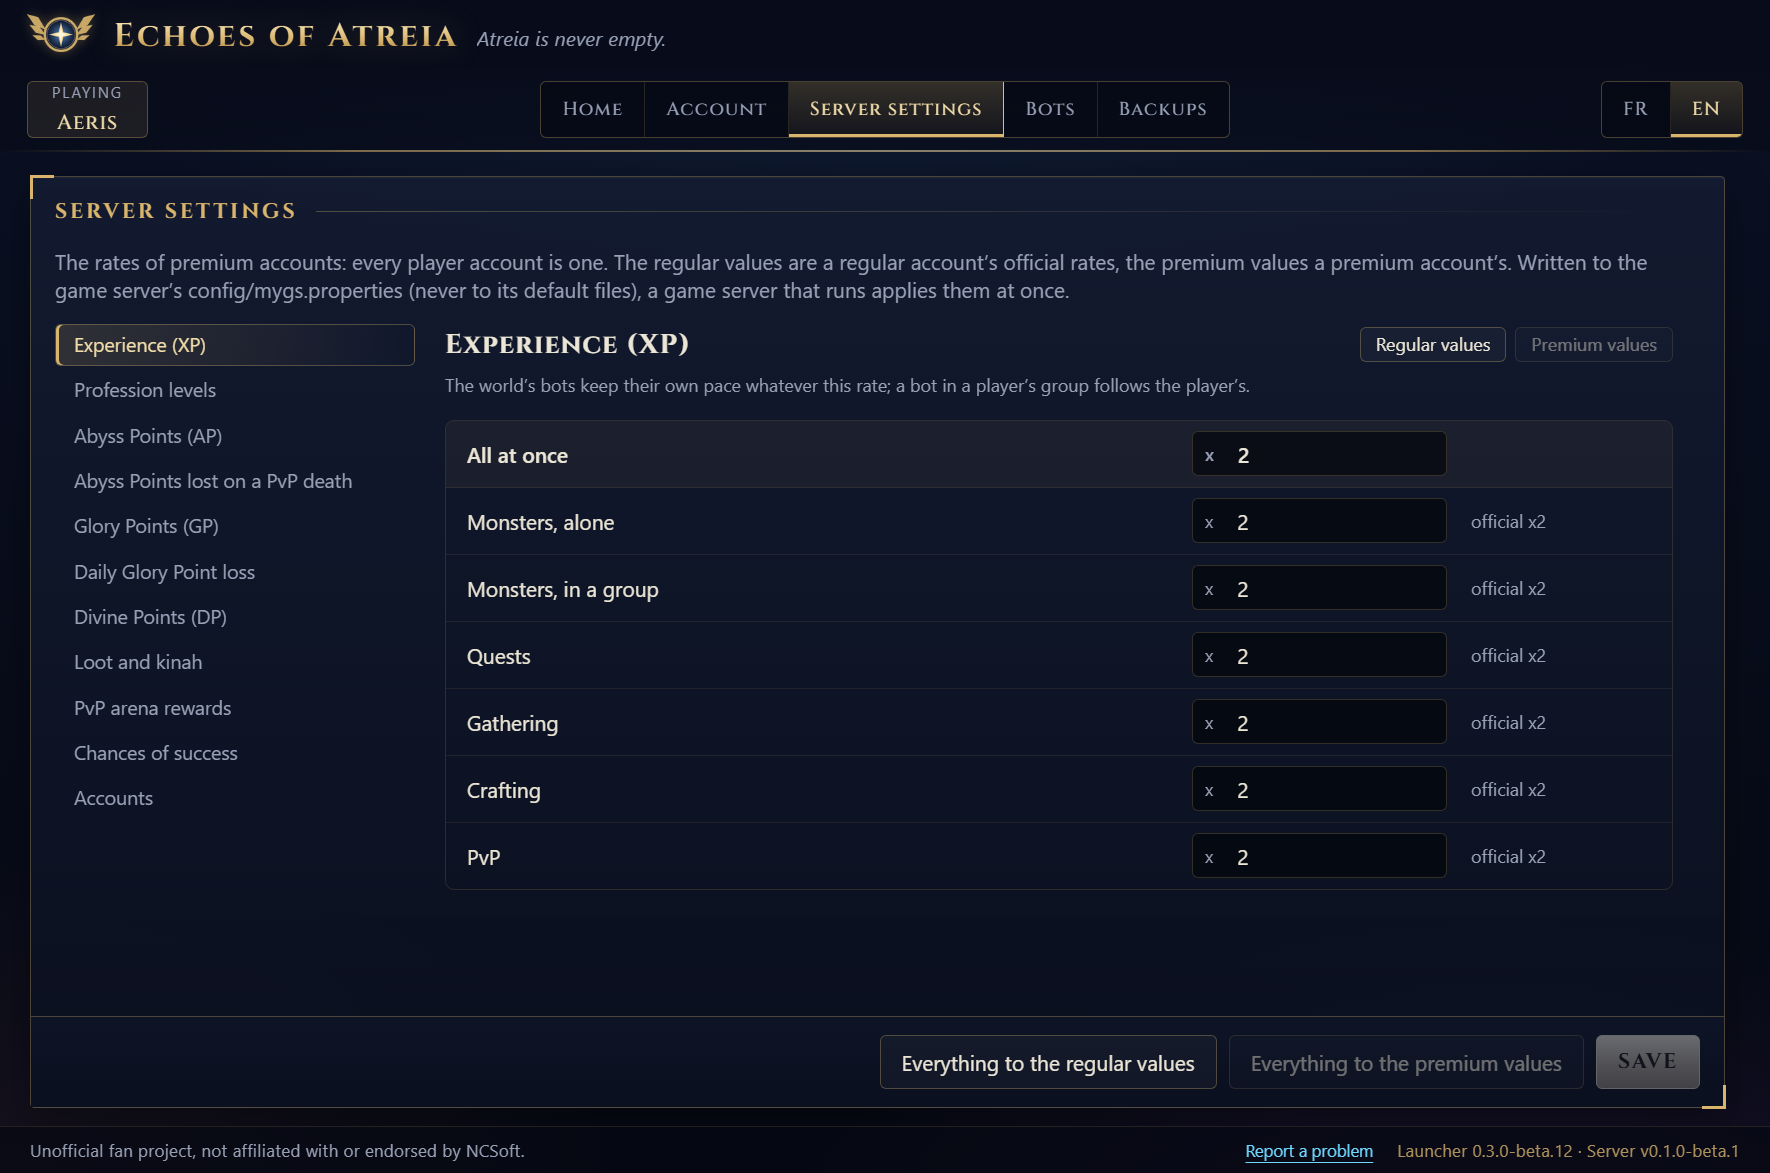 Echoes of Atreia
Atreia is never empty.
PLAYING
Aeris
Home
Account
Server settings
Bots
Backups
FR
EN
SERVER SETTINGS
The rates of premium accounts: every player account is one. The regular values are a regular account’s official rates, the premium values a premium account’s. Written to the
game server’s config/mygs.properties (never to its default files), a game server that runs applies them at once.
Experience (XP)
Profession levels
Abyss Points (AP)
Abyss Points lost on a PvP death
Glory Points (GP)
Daily Glory Point loss
Divine Points (DP)
Loot and kinah
PvP arena rewards
Chances of success
Accounts
Experience (XP)
Regular values
Premium values
The world’s bots keep their own pace whatever this rate; a bot in a player’s group follows the player’s.
All at once x 2
Monsters, alone x 2 official x2
Monsters, in a group x 2 official x2
Quests x 2 official x2
Gathering x 2 official x2
Crafting x 2 official x2
PvP x 2 official x2
Everything to the regular values
Everything to the premium values
SAVE
Unofficial fan project, not affiliated with or endorsed by NCSoft.
Report a problem
Launcher 0.3.0-beta.12 · Server v0.1.0-beta.1